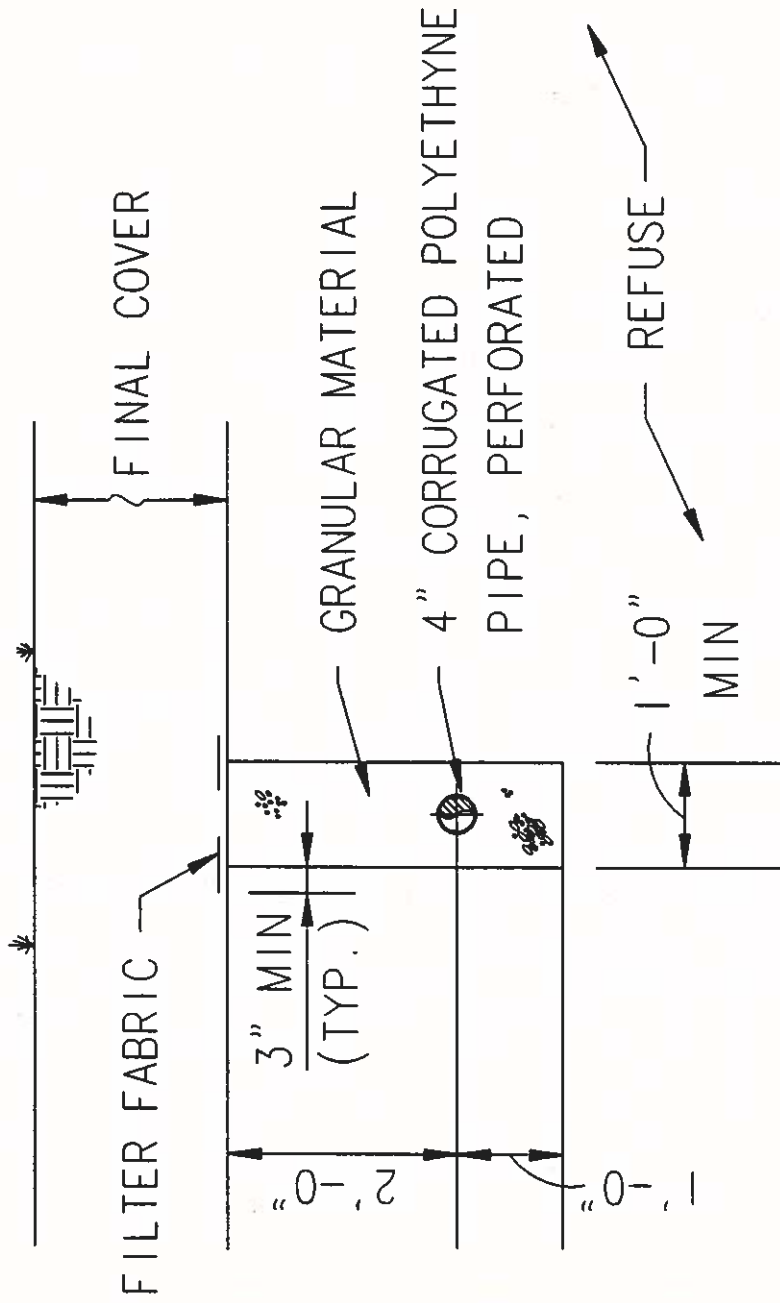 FINAL COVER
FILTER FABRIC
3" MIN
(TYP.)
GRANULAR MATERIAL
4" CORRUGATED POLYETHYNE
PIPE, PERFORATED
2'-0"
1'-0"
1'-0"
MIN
REFUSE